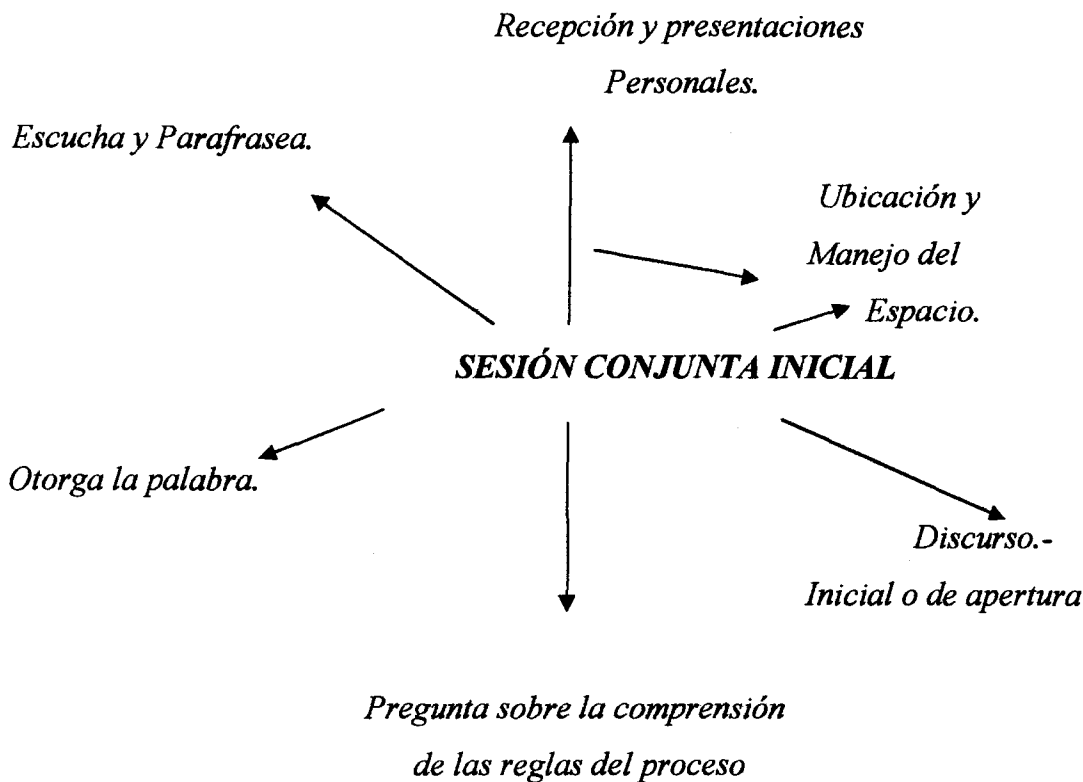 Recepción y presentaciones
Personales.
Escucha y Parafrasea.
Ubicación y
Manejo del
Espacio.
SESIÓN CONJUNTA INICIAL
Otorga la palabra.
Discurso.-
Inicial o de apertura
Pregunta sobre la comprensión
de las reglas del proceso